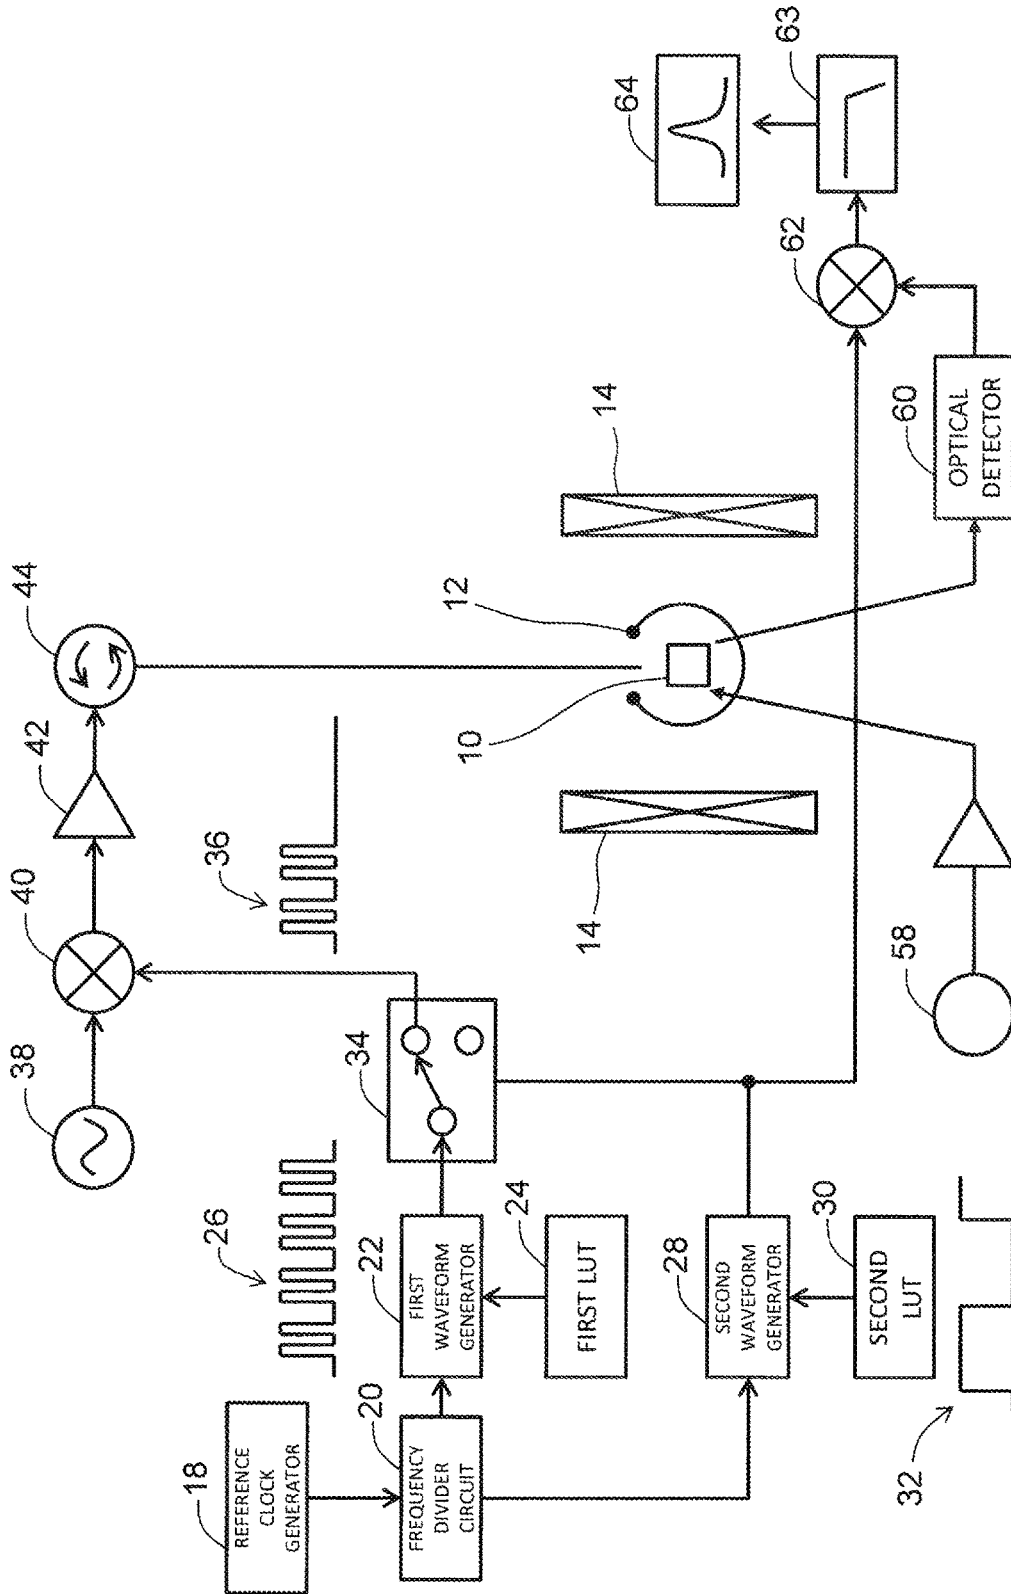 18
REFERENCE
CLOCK
GENERATOR
20
FREQUENCY
DIVIDER
CIRCUIT
26
22
FIRST
WAVEFORM
GENERATOR
24
FIRST LUT
28
SECOND
WAVEFORM
GENERATOR
30
SECOND
LUT
32
34
36
38
40
42
44
14
10
12
14
58
60
OPTICAL
DETECTOR
62
63
64